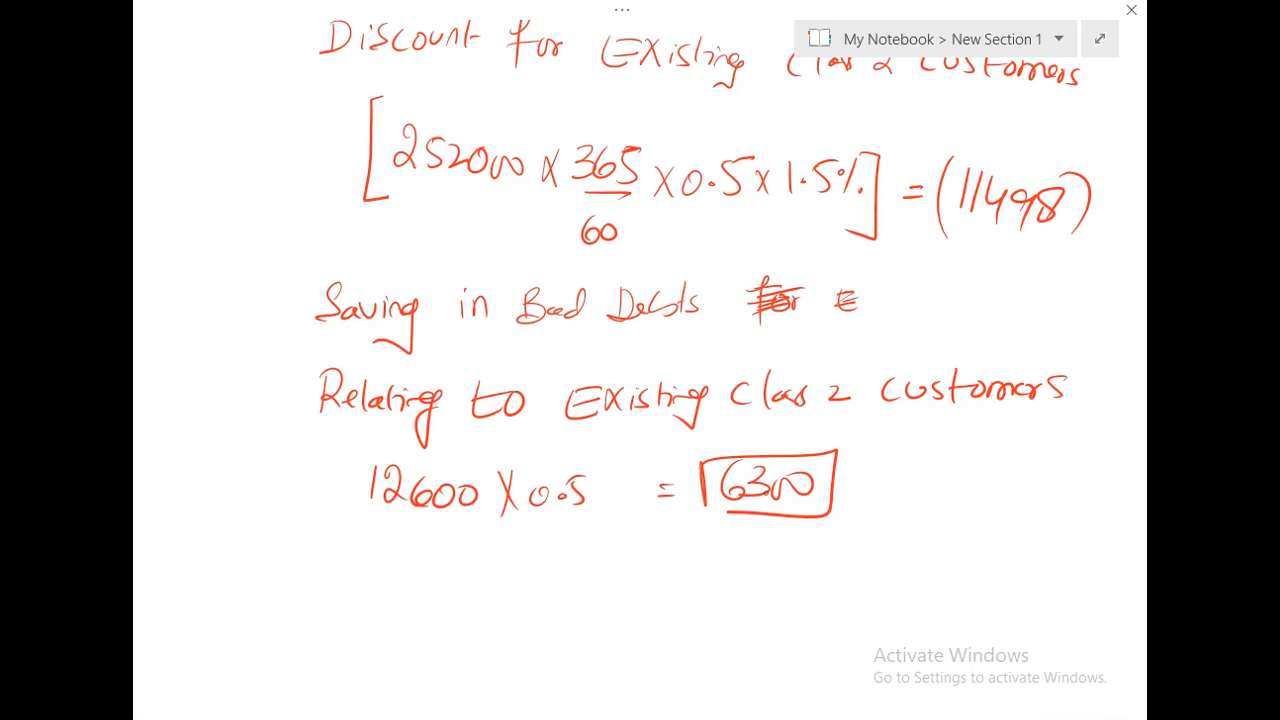 ...
My Notebook > New Section 1
Discount for Existing Clas 2 Customers
[252000 × 365/60 × 0.5 × 1.5%] = (11498)
Saving in Bad Debts
Relating to Existing Clas 2 Customers
12600 × 0.5 = 6300
Activate Windows
Go to Settings to activate Windows.